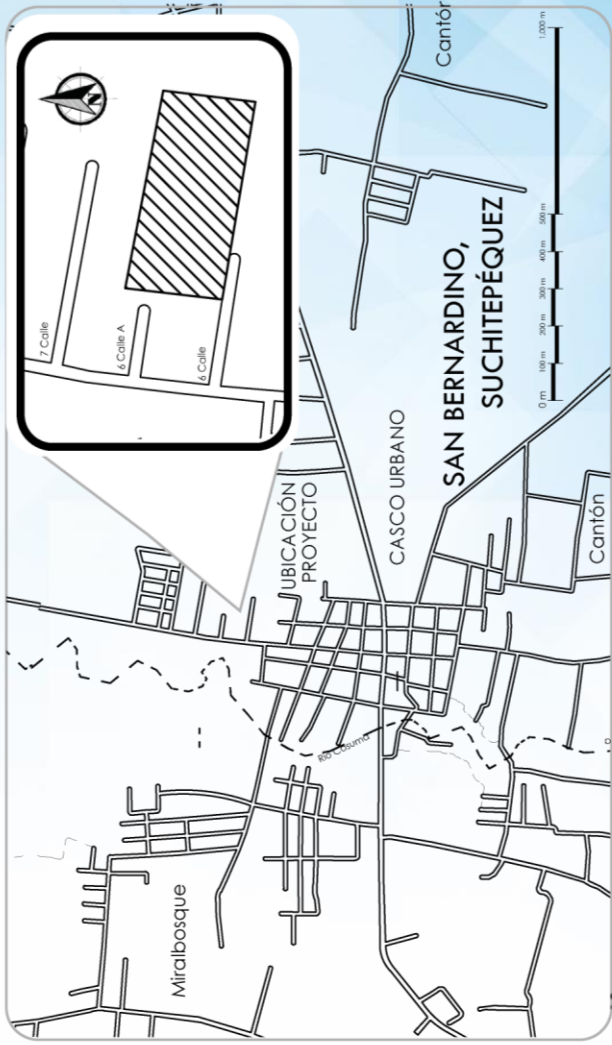 7 Calle
6 Calle A
6 Calle
N
Cantón
UBICACIÓN
PROYECTO
CASCO URBANO
SAN BERNARDINO,
SUCHITEPÉQUEZ
Río Cusumá
Miralbosque
Cantón
0 m
100 m
200 m
300 m
400 m
500 m
1,000 m